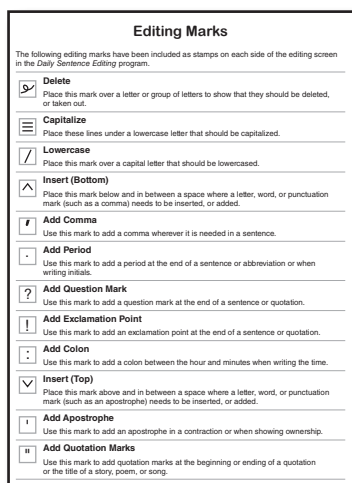 Editing Marks
The following editing marks have been included as stamps on each side of the editing screen
in the Daily Sentence Editing program.
Delete
Place this mark over a letter or group of letters to show that they should be deleted,
or taken out.
Capitalize
Place these lines under a lowercase letter that should be capitalized.
/ Lowercase
Place this mark over a capital letter that should be lowercased.
Insert (Bottom)
Place this mark below and in between a space where a letter, word, or punctuation
mark (such as a comma) needs to be inserted, or added.
, Add Comma
Use this mark to add a comma wherever it is needed in a sentence.
. Add Period
Use this mark to add a period at the end of a sentence or abbreviation or when
writing initials.
? Add Question Mark
Use this mark to add a question mark at the end of a sentence or quotation.
! Add Exclamation Point
Use this mark to add an exclamation point at the end of a sentence or quotation.
: Add Colon
Use this mark to add a colon between the hour and minutes when writing the time.
Insert (Top)
Place this mark above and in between a space where a letter, word, or punctuation
mark (such as an apostrophe) needs to be inserted, or added.
' Add Apostrophe
Use this mark to add an apostrophe in a contraction or when showing ownership.
" Add Quotation Marks
Use this mark to add quotation marks at the beginning or ending of a quotation
or the title of a story, poem, or song.